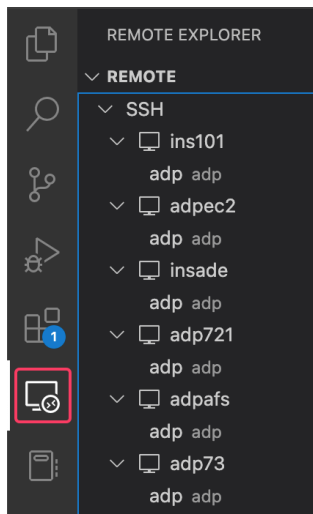 REMOTE EXPLORER
REMOTE
SSH
ins101
adp adp
adpec2
adp adp
insade
adp adp
adp721
adp adp
1
adpafs
adp adp
adp73
adp adp